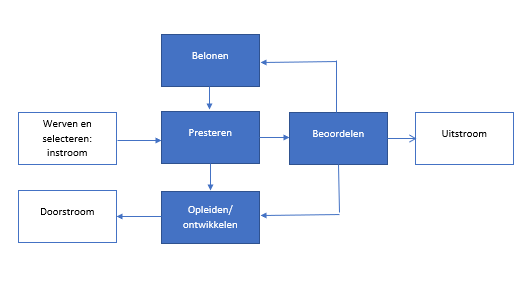 Belonen
Werven en
selecteren:
instroom
Presteren
Beoordelen
Uitstroom
Doorstroom
Opleiden/
ontwikkelen